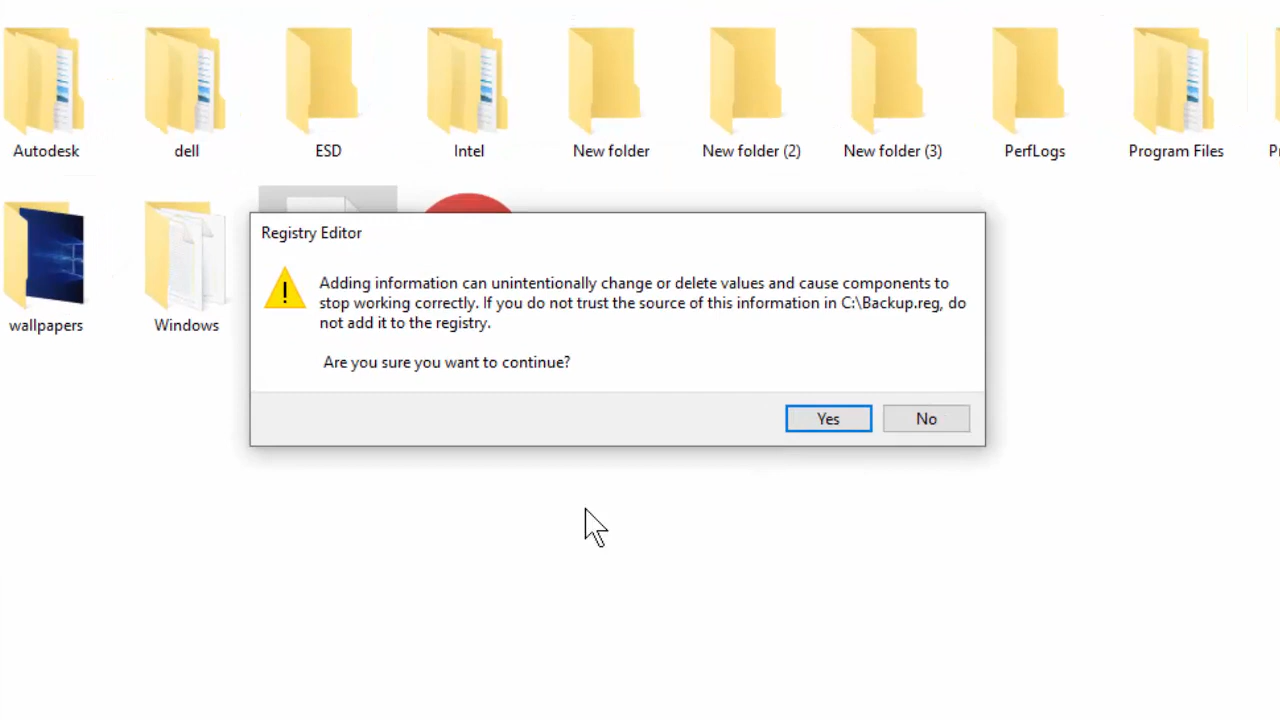 Autodesk
dell
ESD
Intel
New folder
New folder (2)
New folder (3)
PerfLogs
Program Files
wallpapers
Windows
Registry Editor
Adding information can unintentionally change or delete values and cause components to
stop working correctly. If you do not trust the source of this information in C:\Backup.reg, do
not add it to the registry.
Are you sure you want to continue?
Yes
No